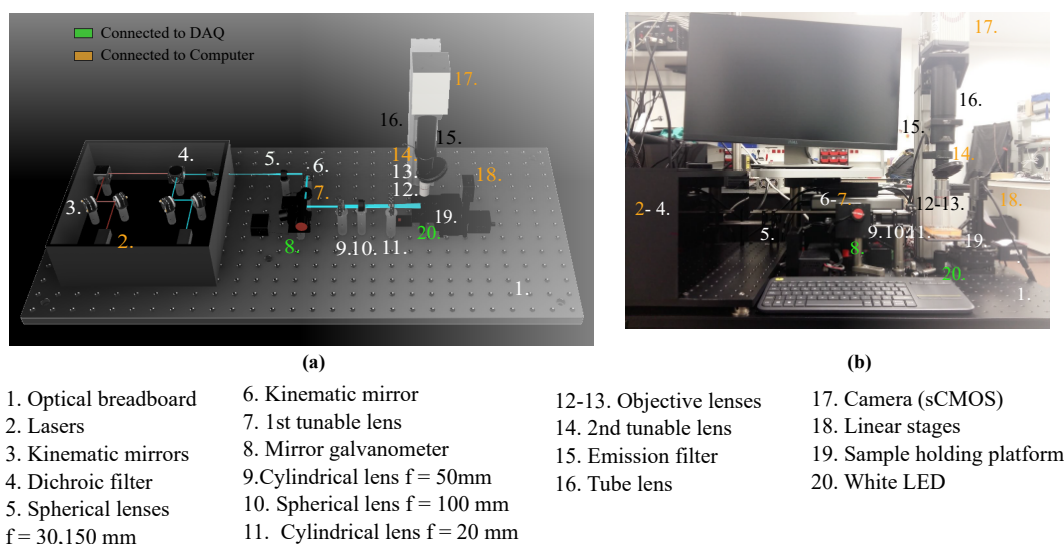 Connected to DAQ
Connected to Computer
17.
16.
15.
4.
5.
6.
14.
13.
12.
18.
7.
3.
19.
2.
8.
9.10.
11.
20.
1.
(a)
17.
16.
15.
14.
2- 4.
6-7.
12-13.
18.
5.
9.10.11.
19.
8.
20.
1.
(b)
1. Optical breadboard
2. Lasers
3. Kinematic mirrors
4. Dichroic filter
5. Spherical lenses
f = 30,150 mm
6. Kinematic mirror
7. 1st tunable lens
8. Mirror galvanometer
9.Cylindrical lens f = 50mm
10. Spherical lens f = 100 mm
11. Cylindrical lens f = 20 mm
12-13. Objective lenses
14. 2nd tunable lens
15. Emission filter
16. Tube lens
17. Camera (sCMOS)
18. Linear stages
19. Sample holding platform
20. White LED